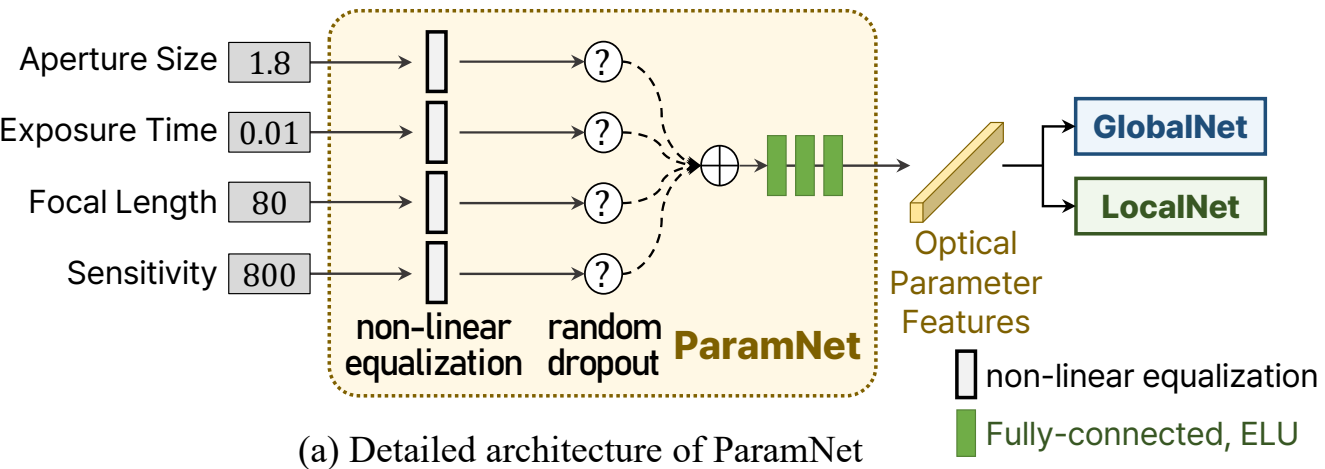 Aperture Size 1.8
Exposure Time 0.01
Focal Length 80
Sensitivity 800
?
?
?
?
non-linear
equalization
random
dropout
ParamNet
Optical
Parameter
Features
GlobalNet
LocalNet
non-linear equalization
Fully-connected, ELU
(a) Detailed architecture of ParamNet